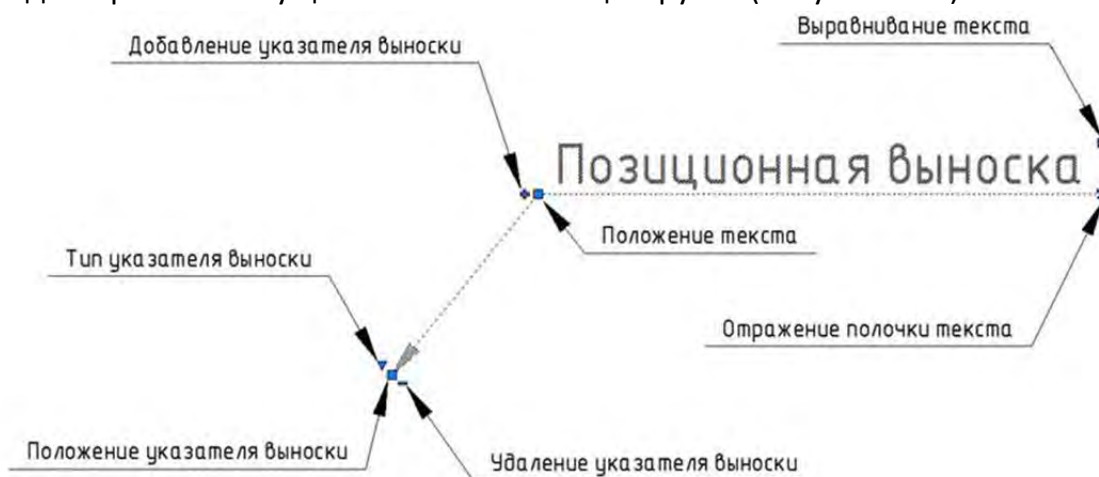 Добавление указателя выноски
Выравнивание текста
Позиционная выноска
Положение текста
Тип указателя выноски
Отражение полочки текста
Положение указателя выноски
Удаление указателя выноски